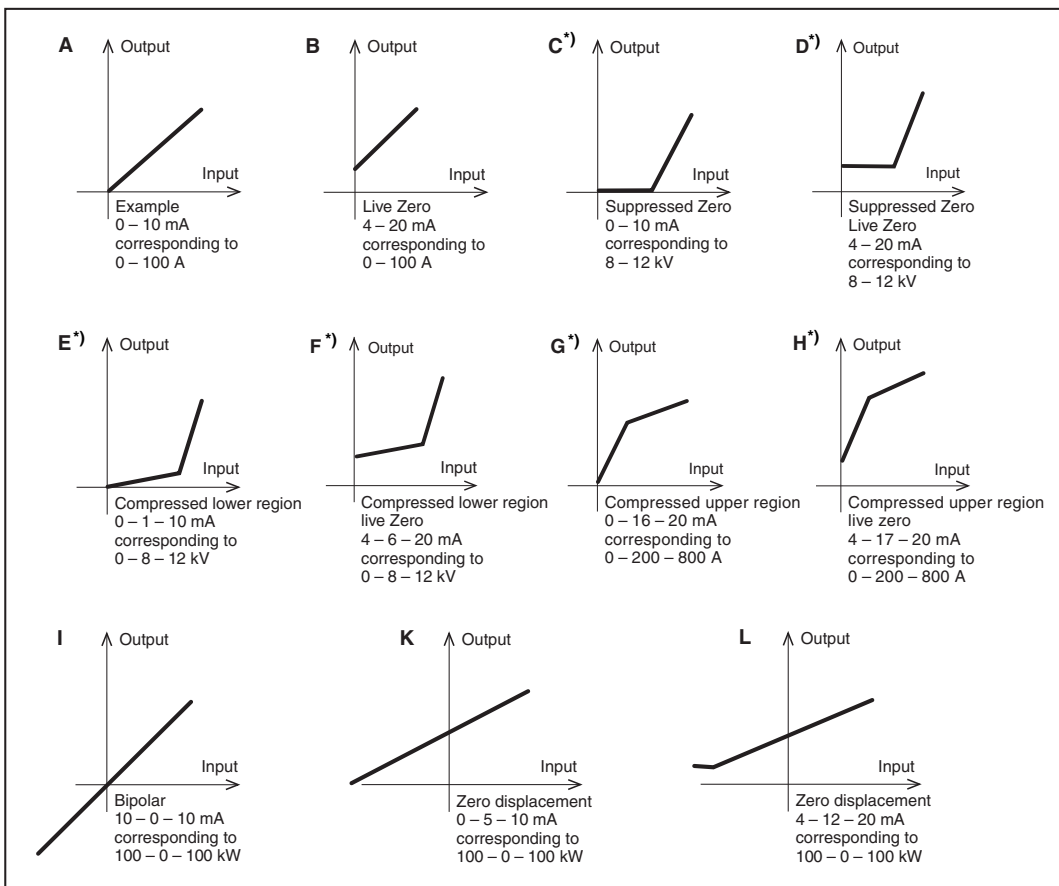 A
Output
Input
Example
0 – 10 mA
corresponding to
0 – 100 A
B
Output
Input
Live Zero
4 – 20 mA
corresponding to
0 – 100 A
C*)
Output
Input
Suppressed Zero
0 – 10 mA
corresponding to
8 – 12 kV
D*)
Output
Input
Suppressed Zero
Live Zero
4 – 20 mA
corresponding to
8 – 12 kV
E*)
Output
Input
Compressed lower region
0 – 1 – 10 mA
corresponding to
0 – 8 – 12 kV
F*)
Output
Input
Compressed lower region
live Zero
4 – 6 – 20 mA
corresponding to
0 – 8 – 12 kV
G*)
Output
Input
Compressed upper region
0 – 16 – 20 mA
corresponding to
0 – 200 – 800 A
H*)
Output
Input
Compressed upper region
live zero
4 – 17 – 20 mA
corresponding to
0 – 200 – 800 A
I
Output
Input
Bipolar
10 – 0 – 10 mA
corresponding to
100 – 0 – 100 kW
K
Output
Input
Zero displacement
0 – 5 – 10 mA
corresponding to
100 – 0 – 100 kW
L
Output
Input
Zero displacement
4 – 12 – 20 mA
corresponding to
100 – 0 – 100 kW